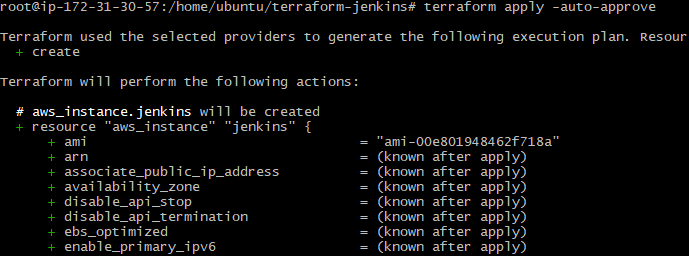 root@ip-172-31-30-57:/home/ubuntu/terraform-jenkins# terraform apply -auto-approve
Terraform used the selected providers to generate the following execution plan. Resour
+ create
Terraform will perform the following actions:
# aws_instance.jenkins will be created
+ resource "aws_instance" "jenkins" {
+ ami = "ami-00e801948462f718a"
+ arn = (known after apply)
+ associate_public_ip_address = (known after apply)
+ availability_zone = (known after apply)
+ disable_api_stop = (known after apply)
+ disable_api_termination = (known after apply)
+ ebs_optimized = (known after apply)
+ enable_primary_ipv6 = (known after apply)